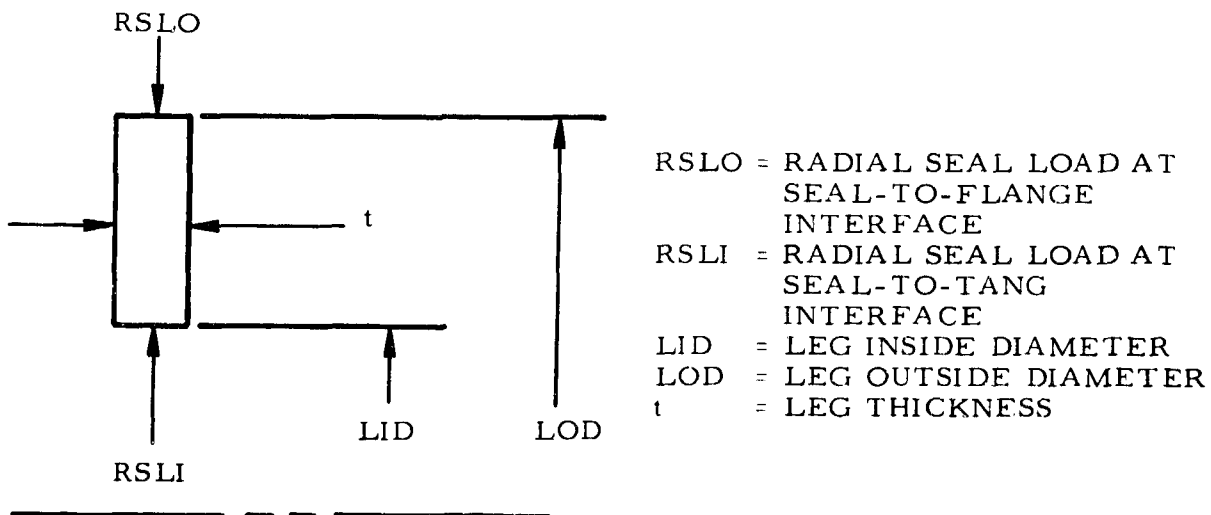 RSLO
t
LID
LOD
RSLI
RSLO = RADIAL SEAL LOAD AT
SEAL-TO-FLANGE
INTERFACE
RSLI = RADIAL SEAL LOAD AT
SEAL-TO-TANG
INTERFACE
LID = LEG INSIDE DIAMETER
LOD = LEG OUTSIDE DIAMETER
t = LEG THICKNESS